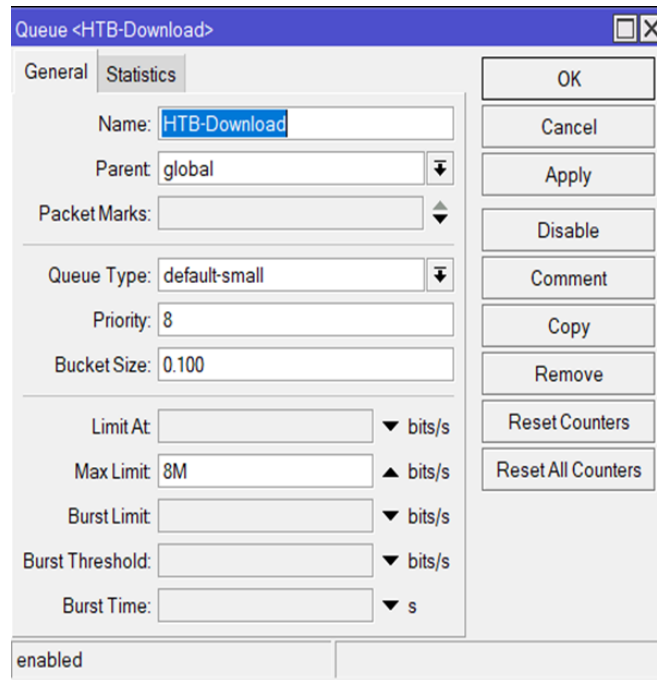 Queue <HTB-Download>
General Statistics
Name: HTB-Download
Parent: global
Packet Marks:
Queue Type: default-small
Priority: 8
Bucket Size: 0.100
Limit At: bits/s
Max Limit: 8M bits/s
Burst Limit: bits/s
Burst Threshold: bits/s
Burst Time: s
enabled
OK
Cancel
Apply
Disable
Comment
Copy
Remove
Reset Counters
Reset All Counters